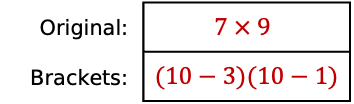 Original: 7 × 9
Brackets: (10 − 3)(10 − 1)